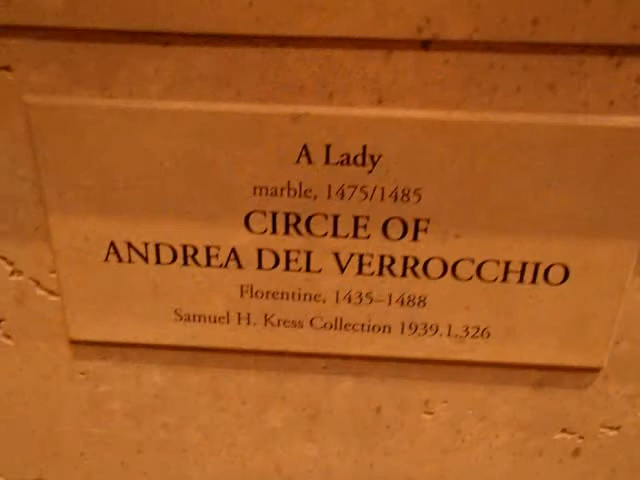 A Lady
marble, 1475/1485
CIRCLE OF
ANDREA DEL VERROCCHIO
Florentine, 1435–1488
Samuel H. Kress Collection 1939.1.326